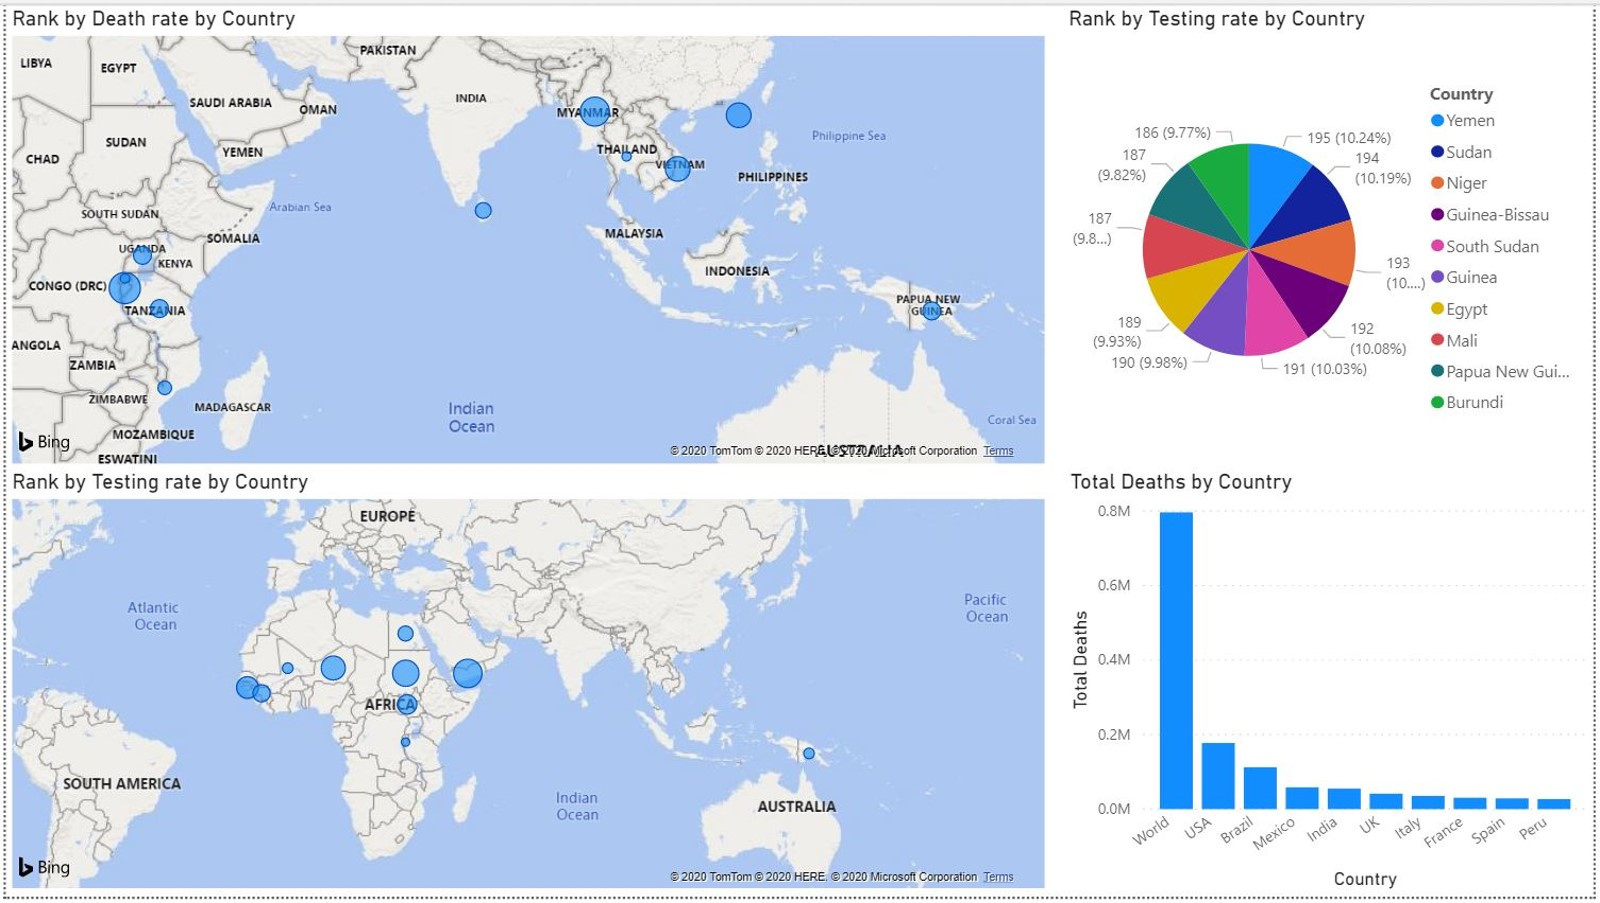 Rank by Death rate by Country
LIBYA
EGYPT
PAKISTAN
SAUDI ARABIA
OMAN
INDIA
MYANMAR
CHAD
SUDAN
YEMEN
THAILAND
VIETNAM
Philippine Sea
PHILIPPINES
SOUTH SUDAN
Arabian Sea
SOMALIA
MALAYSIA
UGANDA
KENYA
INDONESIA
CONGO (DRC)
TANZANIA
PAPUA NEW
GUINEA
ANGOLA
ZAMBIA
ZIMBABWE
MADAGASCAR
Indian
Ocean
Coral Sea
MOZAMBIQUE
Bing
ESWATINI
AUSTRALIA
© 2020 TomTom © 2020 HERE, © 2020 Microsoft Corporation Terms
Rank by Testing rate by Country
186 (9.77%)
195 (10.24%)
187
(9.82%)
194
(10.19%)
187
(9.8...)
193
(10....)
189
(9.93%)
192
(10.08%)
190 (9.98%)
191 (10.03%)
Country
Yemen
Sudan
Niger
Guinea-Bissau
South Sudan
Guinea
Egypt
Mali
Papua New Gui...
Burundi
Rank by Testing rate by Country
EUROPE
Atlantic
Ocean
Pacific
Ocean
AFRICA
SOUTH AMERICA
Indian
Ocean
AUSTRALIA
Bing
© 2020 TomTom © 2020 HERE, © 2020 Microsoft Corporation Terms
Total Deaths by Country
0.8M
0.6M
0.4M
0.2M
0.0M
Total Deaths
World
USA
Brazil
Mexico
India
UK
Italy
France
Spain
Peru
Country